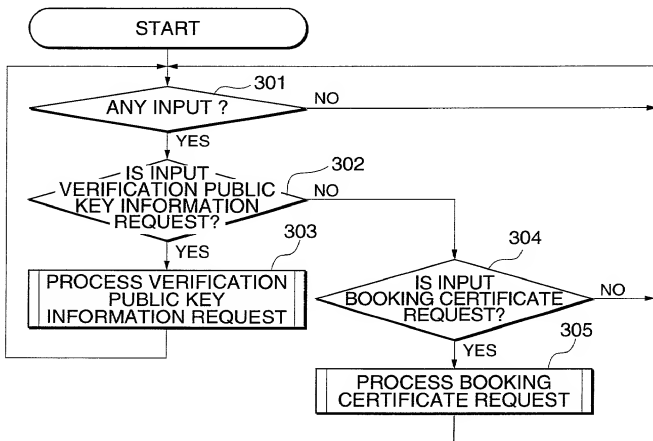 START
301
ANY INPUT ?
NO
YES
302
IS INPUT
VERIFICATION PUBLIC
KEY INFORMATION
REQUEST?
NO
YES
303
PROCESS VERIFICATION
PUBLIC KEY
INFORMATION REQUEST
304
IS INPUT
BOOKING CERTIFICATE
REQUEST?
NO
YES
305
PROCESS BOOKING
CERTIFICATE REQUEST